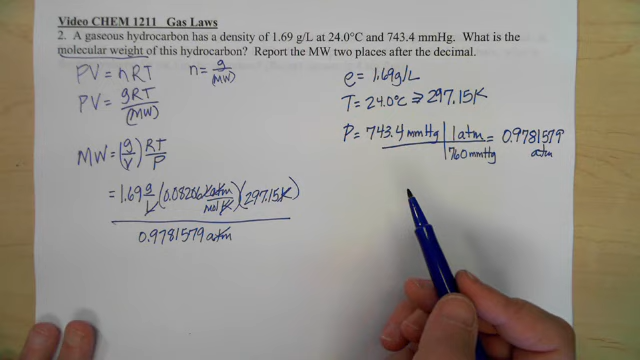 Video CHEM 1211 Gas Laws
2. A gaseous hydrocarbon has a density of 1.69 g/L at 24.0°C and 743.4 mmHg. What is the
molecular weight of this hydrocarbon? Report the MW two places after the decimal.
PV = nRT n = g/(MW)
PV = gRT/(MW)
MW = (g/V) RT/P
= 1.69 g/L (0.08206 L·atm/mol·K)(297.15K)
0.9781579 atm
e = 1.69 g/L
T = 24.0°C ⇒ 297.15K
P = 743.4 mmHg | 1 atm = 0.9781579
760 mmHg atm